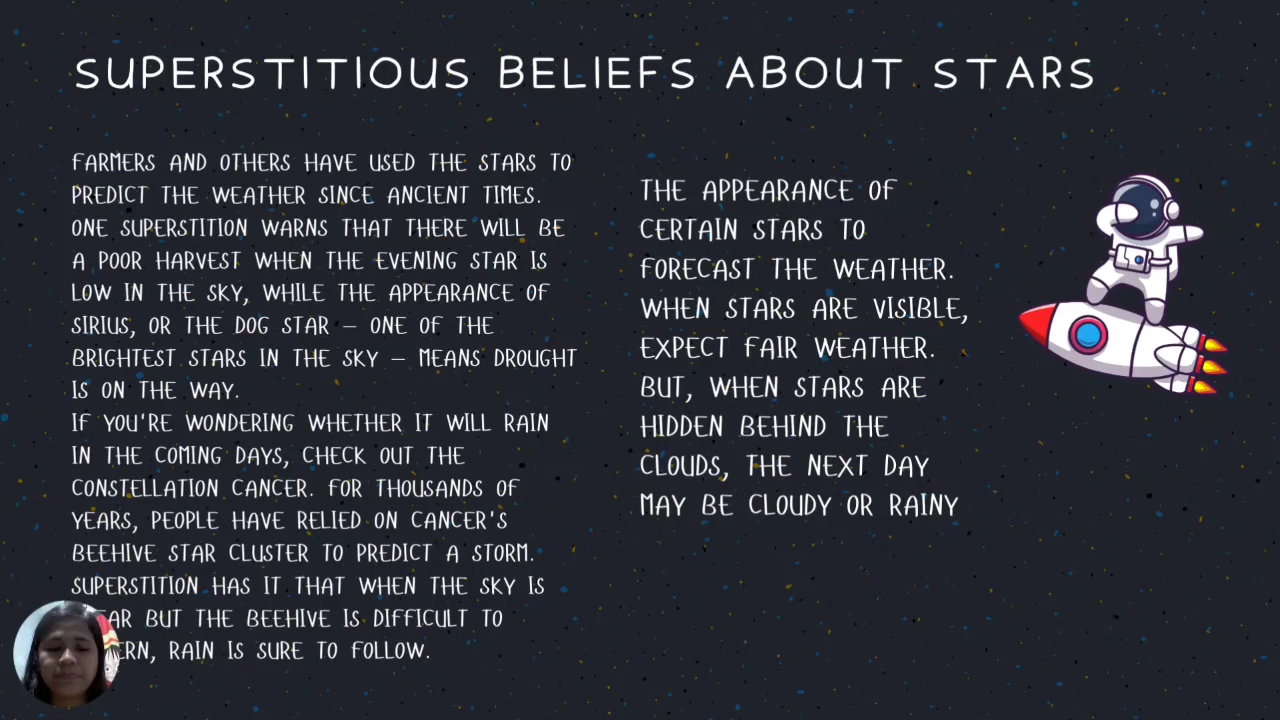 SUPERSTITIOUS BELIEFS ABOUT STARS
FARMERS AND OTHERS HAVE USED THE STARS TO
PREDICT THE WEATHER SINCE ANCIENT TIMES.
ONE SUPERSTITION WARNS THAT THERE WILL BE
A POOR HARVEST WHEN THE EVENING STAR IS
LOW IN THE SKY, WHILE THE APPEARANCE OF
SIRIUS, OR THE DOG STAR — ONE OF THE
BRIGHTEST STARS IN THE SKY — MEANS DROUGHT
IS ON THE WAY.
IF YOU'RE WONDERING WHETHER IT WILL RAIN
IN THE COMING DAYS, CHECK OUT THE
CONSTELLATION CANCER. FOR THOUSANDS OF
YEARS, PEOPLE HAVE RELIED ON CANCER'S
BEEHIVE STAR CLUSTER TO PREDICT A STORM.
SUPERSTITION HAS IT THAT WHEN THE SKY IS
BUT THE BEEHIVE IS DIFFICULT TO
RAIN IS SURE TO FOLLOW.
THE APPEARANCE OF
CERTAIN STARS TO
FORECAST THE WEATHER.
WHEN STARS ARE VISIBLE,
EXPECT FAIR WEATHER.
BUT, WHEN STARS ARE
HIDDEN BEHIND THE
CLOUDS, THE NEXT DAY
MAY BE CLOUDY OR RAINY